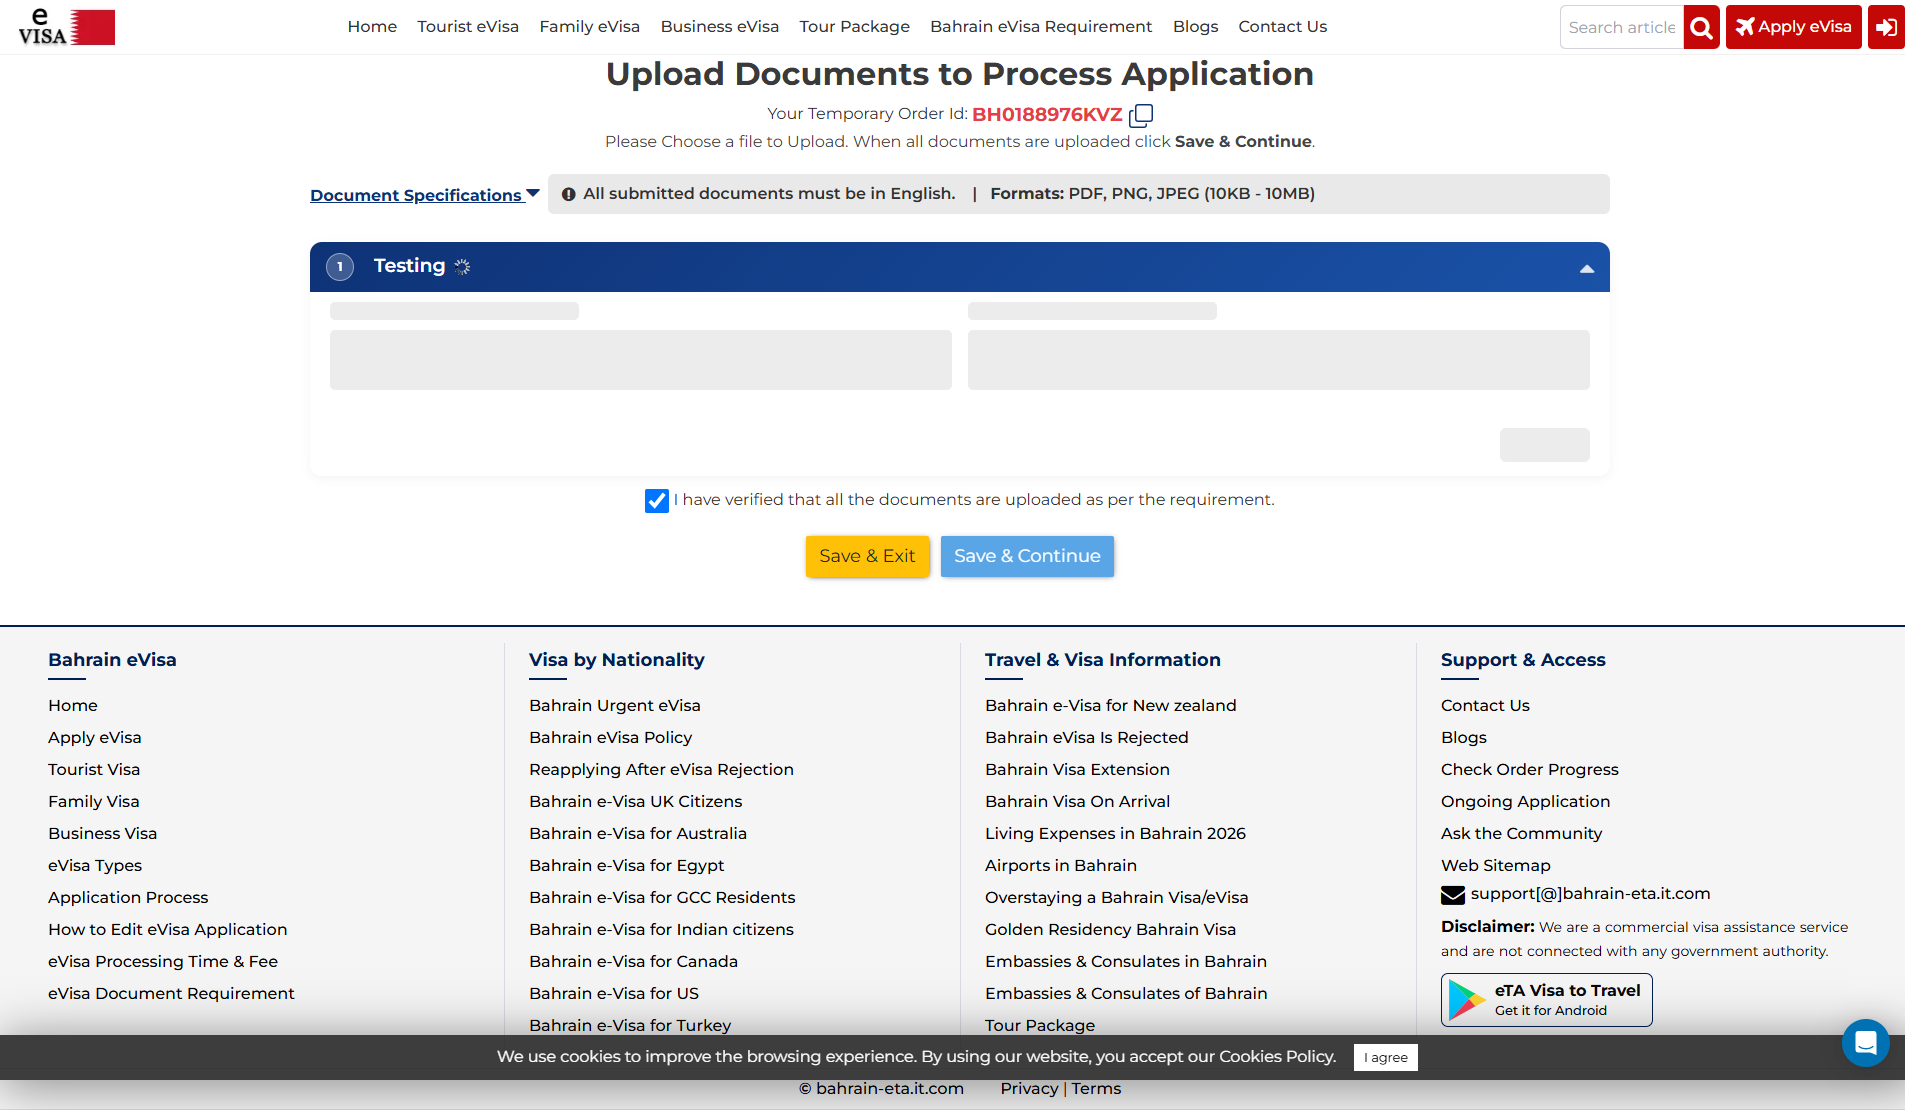 e
VISA
Home
Tourist eVisa
Family eVisa
Business eVisa
Tour Package
Bahrain eVisa Requirement
Blogs
Contact Us
Search article
Apply eVisa
Upload Documents to Process Application
Your Temporary Order Id: BH0188976KVZ
Please Choose a file to Upload. When all documents are uploaded click Save & Continue.
Document Specifications
All submitted documents must be in English. | Formats: PDF, PNG, JPEG (10KB - 10MB)
1
Testing
I have verified that all the documents are uploaded as per the requirement.
Save & Exit
Save & Continue
Bahrain eVisa
Home
Apply eVisa
Tourist Visa
Family Visa
Business Visa
eVisa Types
Application Process
How to Edit eVisa Application
eVisa Processing Time & Fee
eVisa Document Requirement
Visa by Nationality
Bahrain Urgent eVisa
Bahrain eVisa Policy
Reapplying After eVisa Rejection
Bahrain e-Visa UK Citizens
Bahrain e-Visa for Australia
Bahrain e-Visa for Egypt
Bahrain e-Visa for GCC Residents
Bahrain e-Visa for Indian citizens
Bahrain e-Visa for Canada
Bahrain e-Visa for US
Bahrain e-Visa for Turkey
Travel & Visa Information
Bahrain e-Visa for New zealand
Bahrain eVisa Is Rejected
Bahrain Visa Extension
Bahrain Visa On Arrival
Living Expenses in Bahrain 2026
Airports in Bahrain
Overstaying a Bahrain Visa/eVisa
Golden Residency Bahrain Visa
Embassies & Consulates in Bahrain
Embassies & Consulates of Bahrain
Tour Package
Support & Access
Contact Us
Blogs
Check Order Progress
Ongoing Application
Ask the Community
Web Sitemap
support[@]bahrain-eta.it.com
Disclaimer: We are a commercial visa assistance service
and are not connected with any government authority.
eTA Visa to Travel
Get it for Android
We use cookies to improve the browsing experience. By using our website, you accept our Cookies Policy.
I agree
© bahrain-eta.it.com
Privacy | Terms